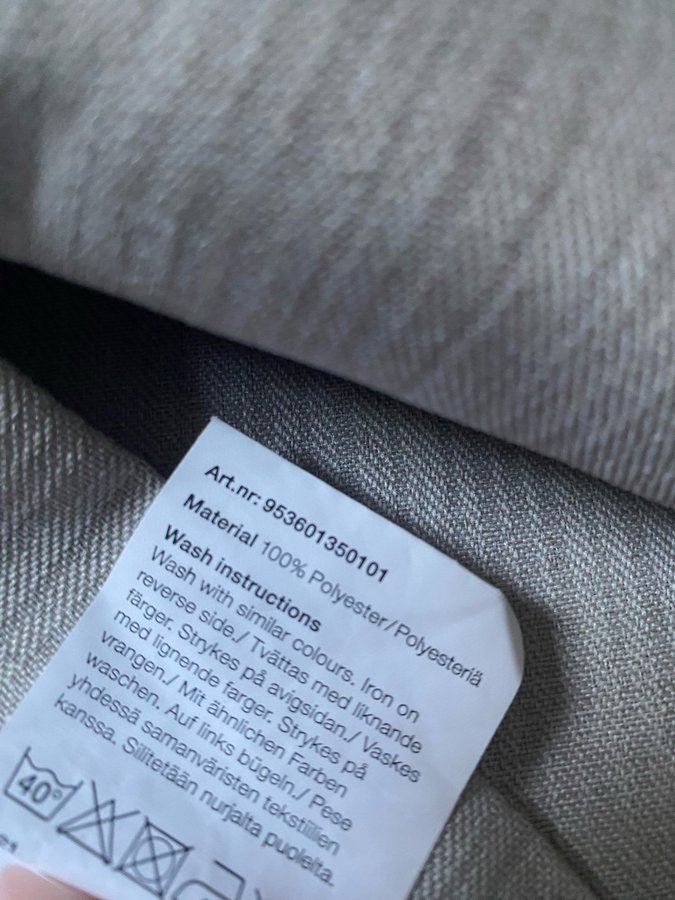 Art.nr: 953601350101
Material 100% Polyester/Polyesteriä
Wash instructions
Wash with similar colours. Iron on
reverse side./ Tvättas med liknande
färger. Strykes på avigsidan./ Vaskes
med lignende farger. Strykes på
vrangen./ Mit ähnlichen Farben
waschen. Auf links bügeln./ Pese
yhdessä samanväristen tekstiilien
kanssa. Silitetään nurjalta puolelta.
40°